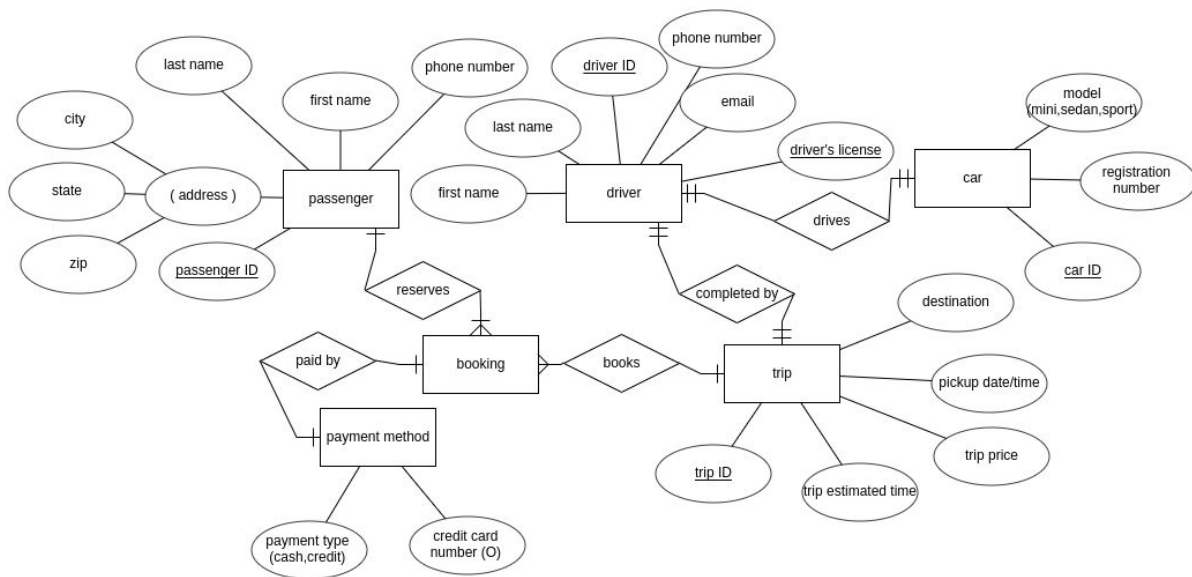 phone number
last name
driver ID
phone number
first name
email
model
(mini,sedan,sport)
city
last name
driver's license
registration
number
state
( address )
passenger
first name
driver
car
drives
zip
passenger ID
car ID
reserves
completed by
destination
paid by
booking
books
trip
pickup date/time
payment method
trip price
trip ID
trip estimated time
payment type
(cash,credit)
credit card
number (O)